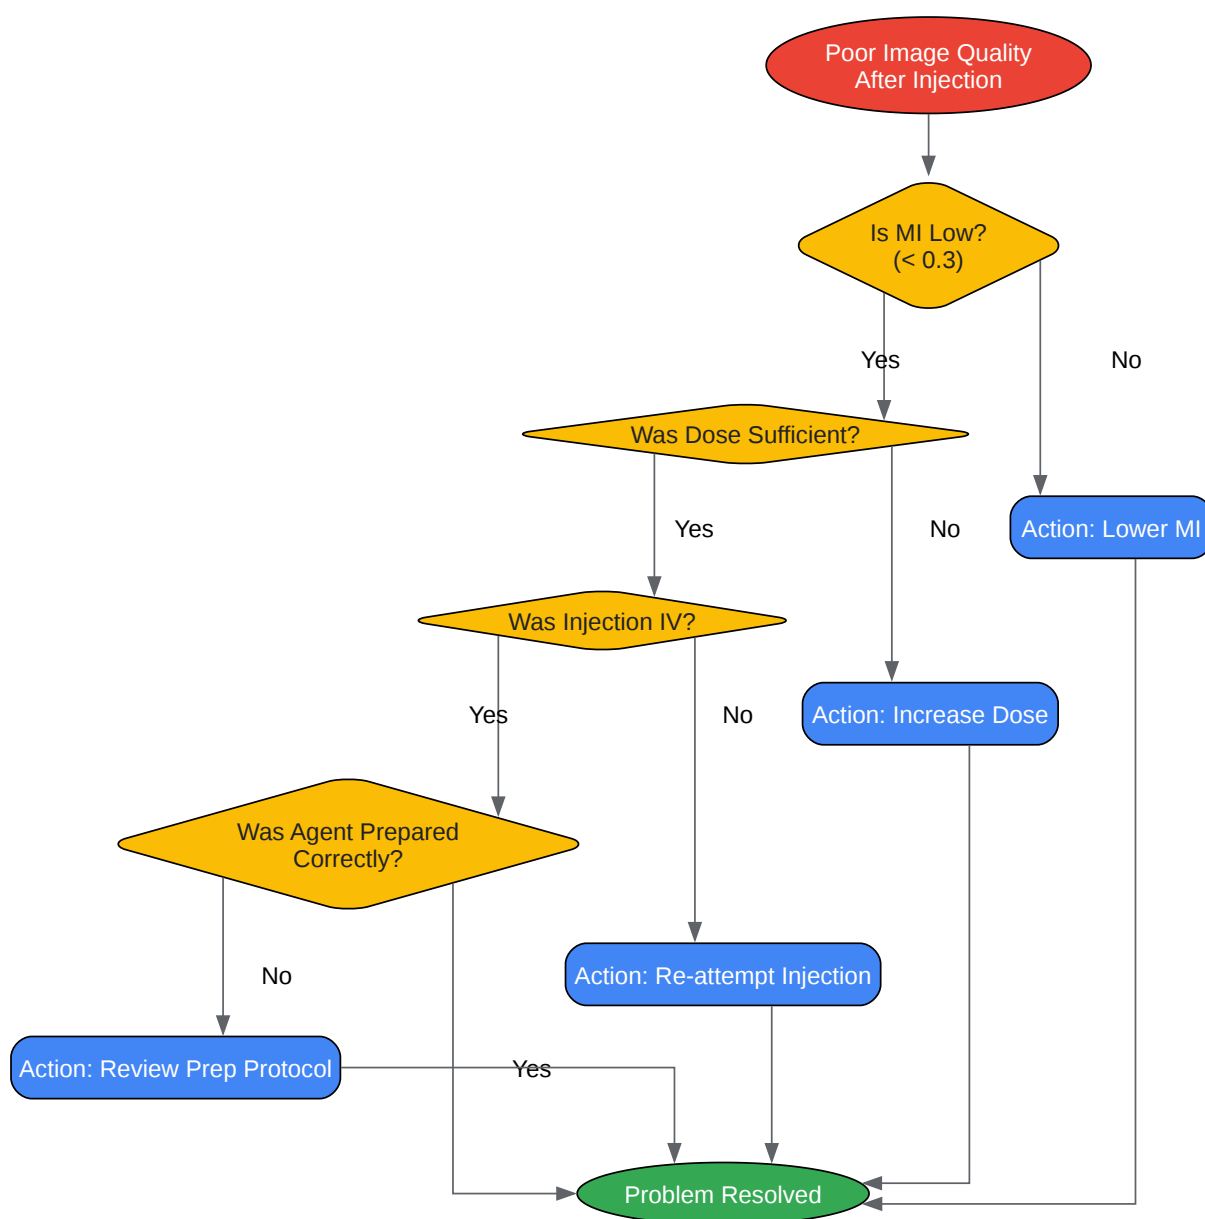 Poor Image Quality
After Injection
Is MI Low?
(< 0.3)
Yes
No
Was Dose Sufficient?
Yes
No
Action: Lower MI
Was Injection IV?
Yes
No
Action: Increase Dose
Was Agent Prepared
Correctly?
No
Action: Re-attempt Injection
Action: Review Prep Protocol
Yes
Problem Resolved